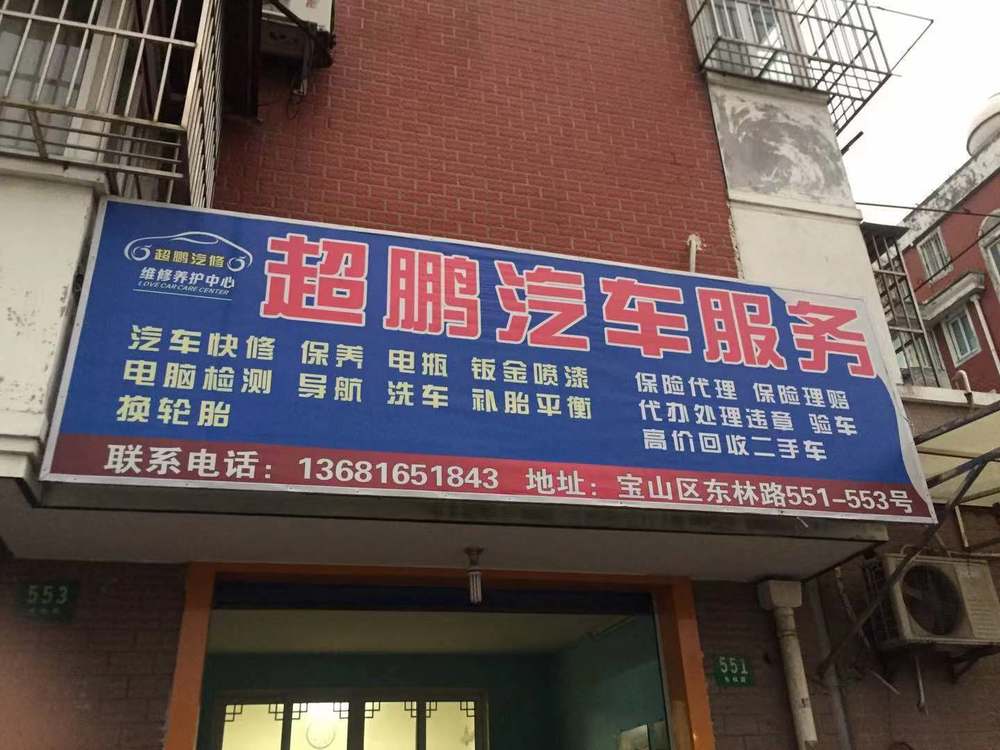 超鹏汽修
维修养护中心
LOVE CAR CARE CENTER
超鹏汽车服务
汽车快修 保养 电瓶 钣金喷漆
电脑检测 导航 洗车 补胎平衡
换轮胎
保险代理 保险理赔
代办处理违章 验车
高价回收二手车
联系电话：13681651843 地址：宝山区东林路551-553号
553
551